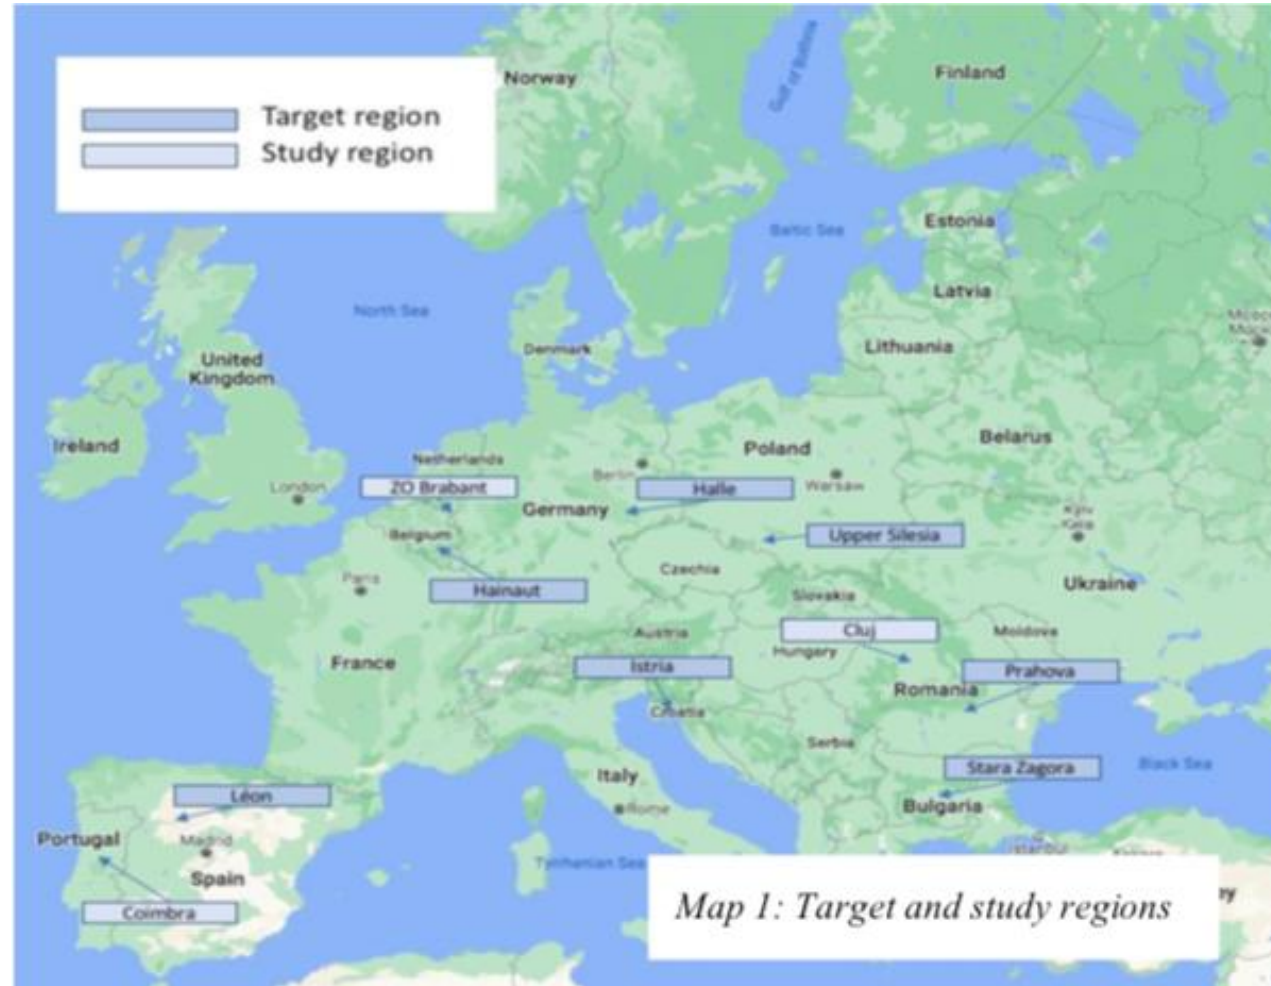 Norway
Finland
Gulf of Bothnia
Target region
Study region
Estonia
Baltic Sea
Latvia
North Sea
Denmark
Lithuania
United
Kingdom
Ireland
Belarus
Poland
Netherlands
Berlin
Warsaw
London
ZO Brabant
Halle
Germany
Belgium
Upper Silesia
Czechia
Paris
Ukraine
Hainaut
Slovakia
Austria
Cluj
Moldova
Hungary
France
Istria
Prahova
Romania
Croatia
Serbia
Italy
Stara Zagora
Black Sea
Léon
Rome
Bulgaria
Portugal
Madrid
Istanbul
Spain
Tyrrhenian Sea
Coimbra
Map 1: Target and study regions